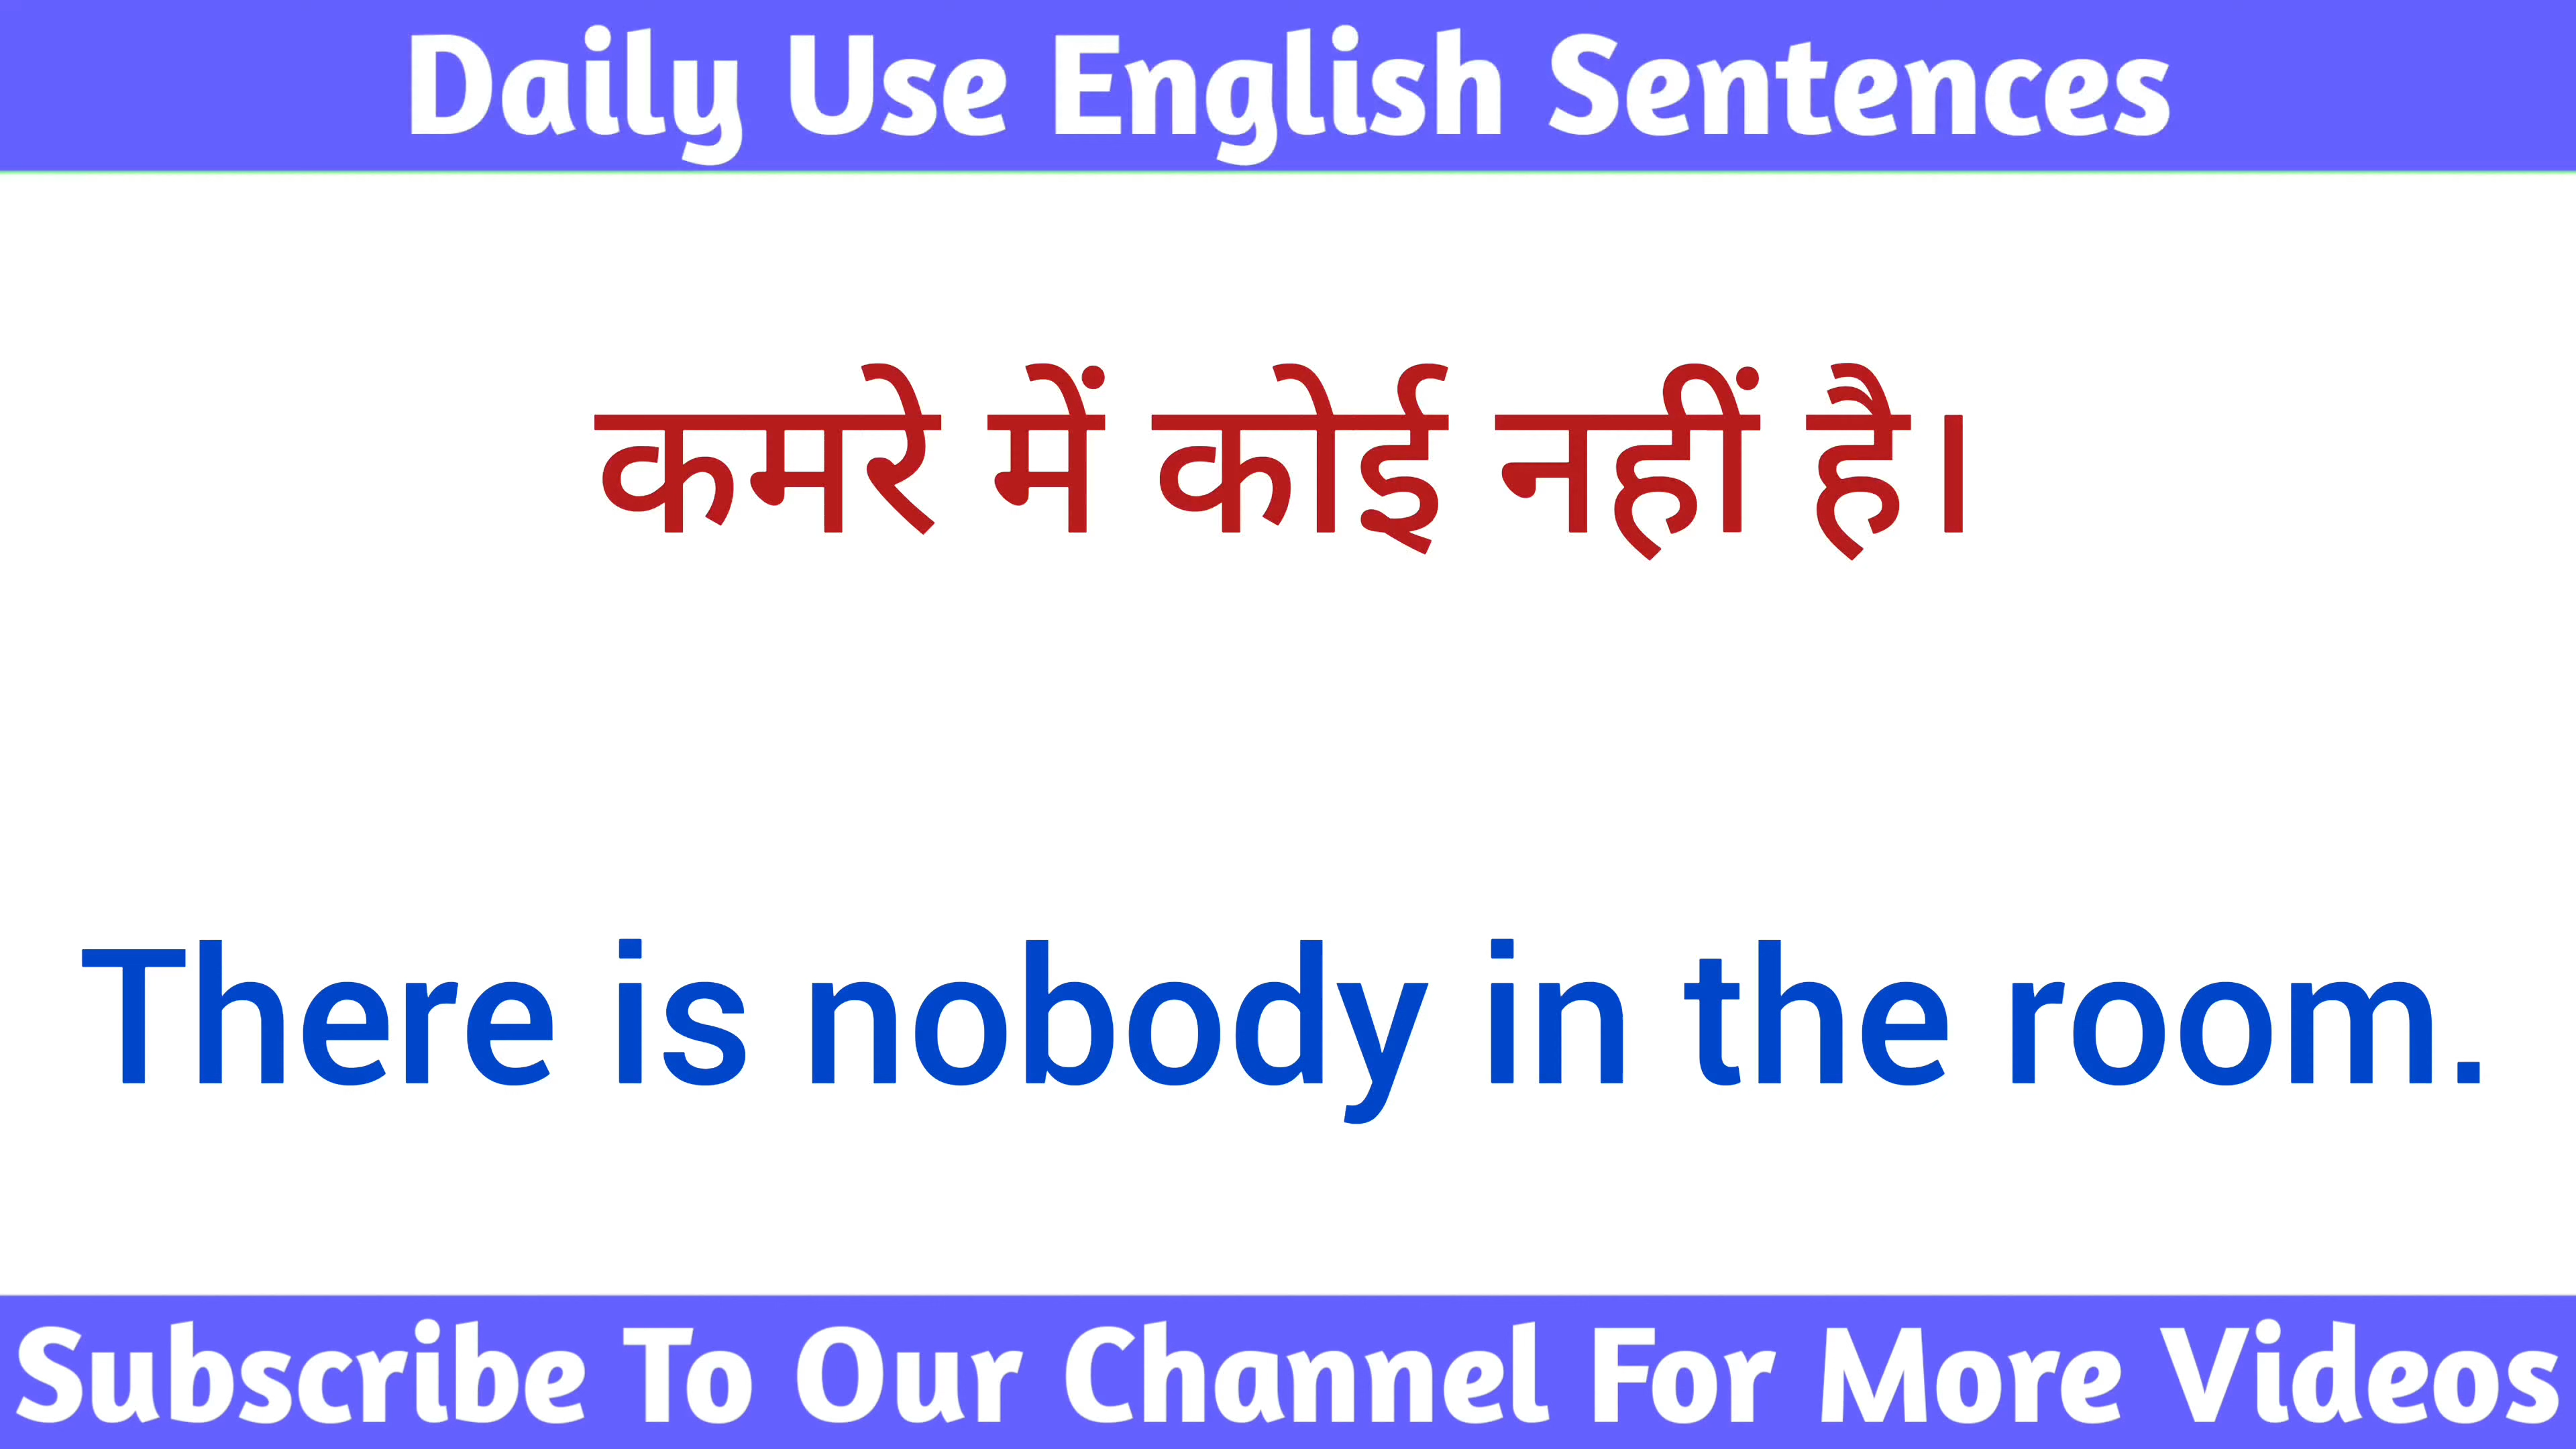 Daily Use English Sentences
कमरे में कोई नहीं है।
There is nobody in the room.
Subscribe To Our Channel For More Videos